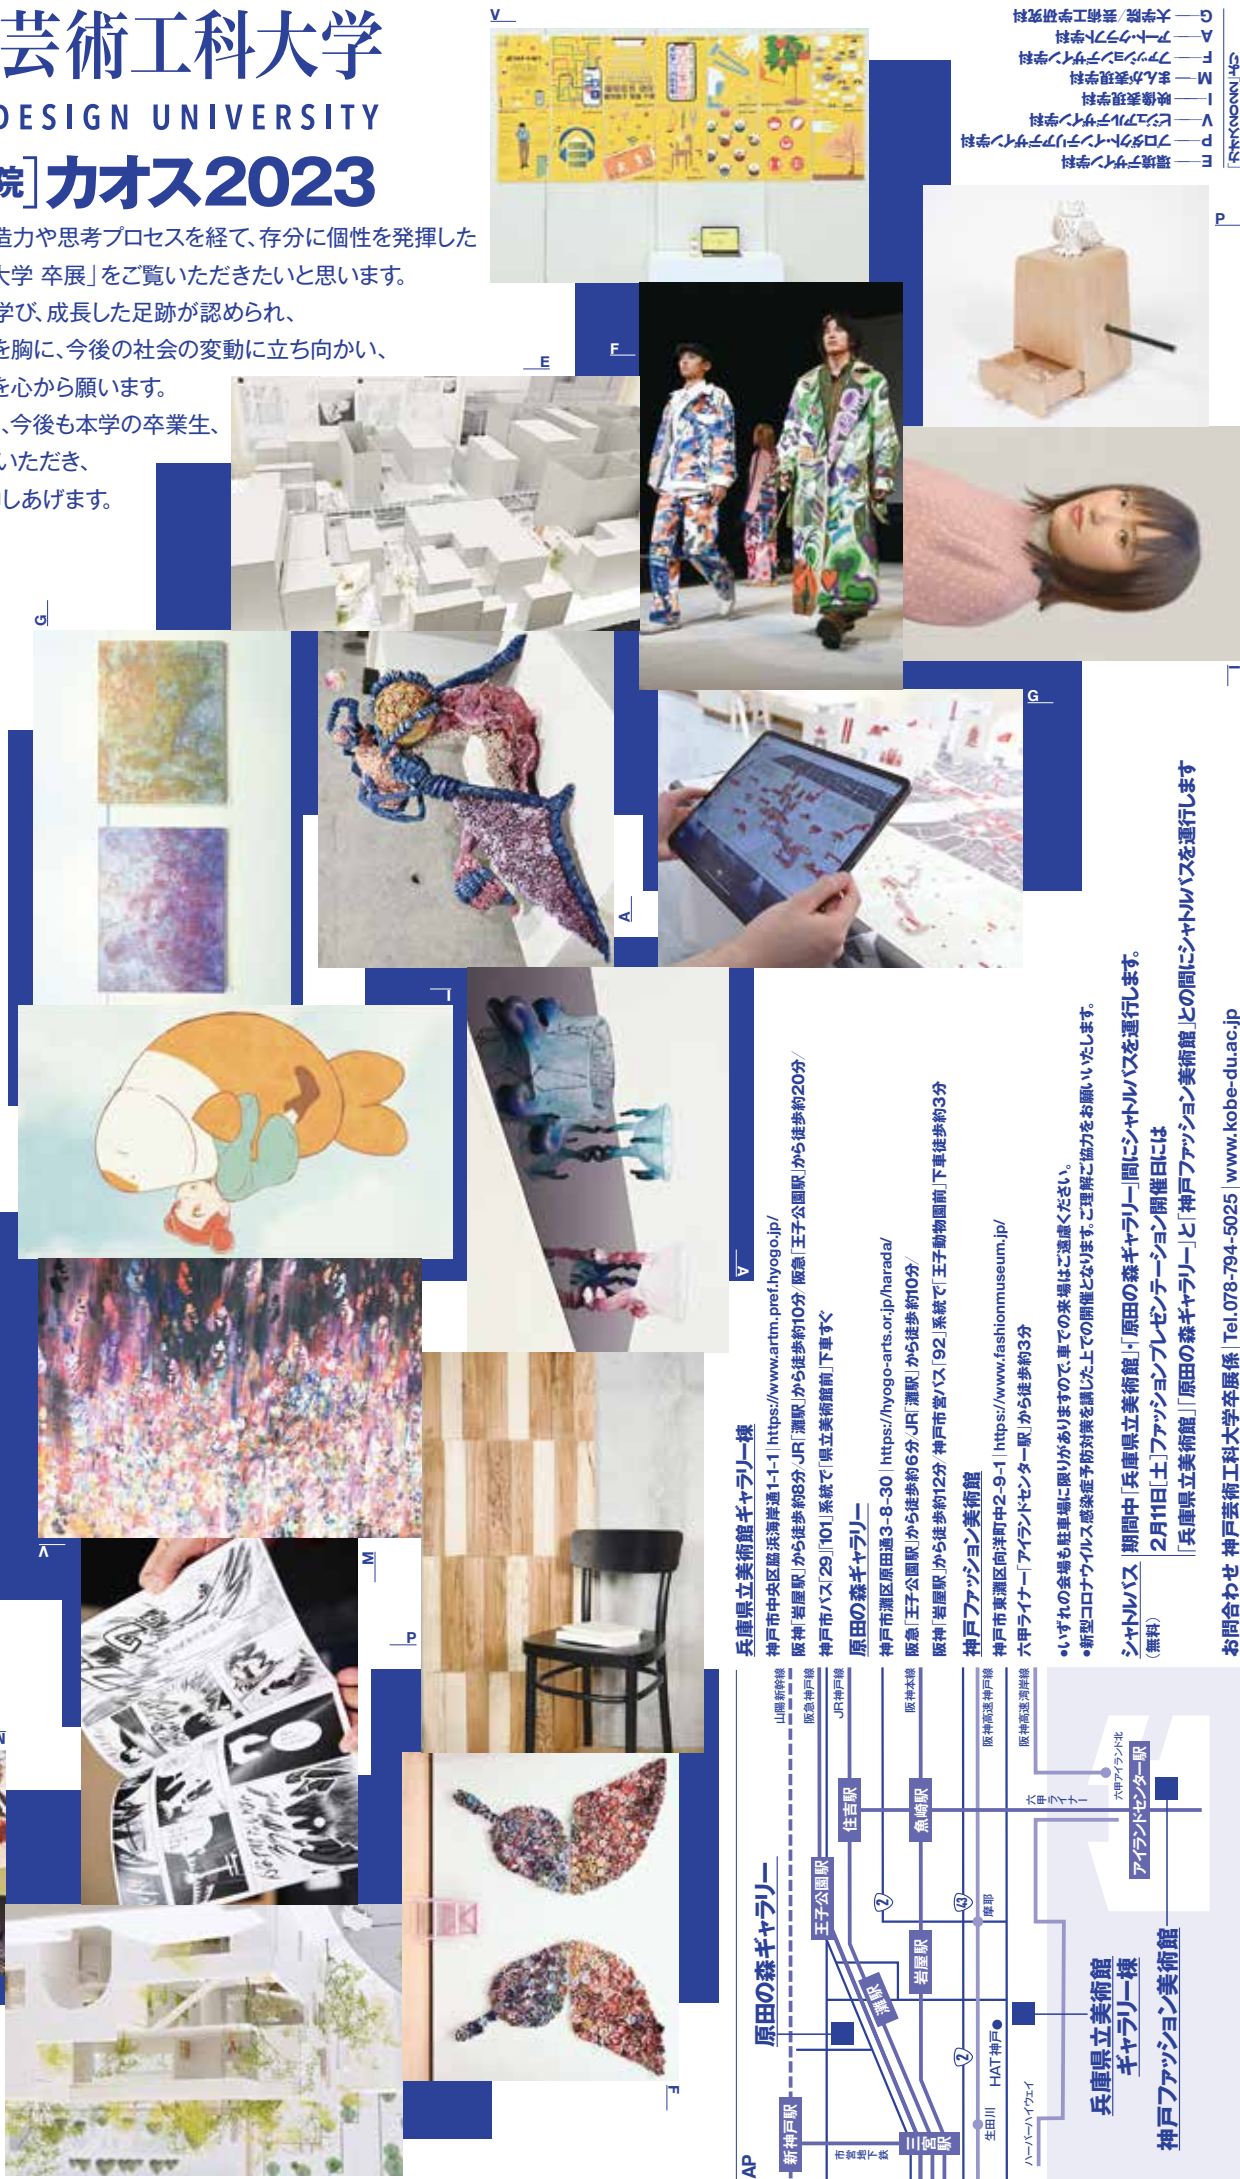 芸術工科大学
DESIGN UNIVERSITY
院］カオス2023
造力や思考プロセスを経て、存分に個性を発揮した
大学 卒展」をご覧いただきたいと思います。
学び、成長した足跡が認められ、
を胸に、今後の社会の変動に立ち向かい、
を心から願います。
、今後も本学の卒業生、
いただき、
しあげます。
V
「カオス2022」より
E──環境デザイン学科
P──プロダクト・インテリアデザイン学科
V──ビジュアルデザイン学科
I──映像表現学科
M──まんが表現学科
F──ファッションデザイン学科
A──アート・クラフト学科
G──大学院/芸術工学研究科
P
F
E
I
G
G
A
I
A
V
M
P
F
兵庫県立美術館ギャラリー棟
神戸市中央区脇浜海岸通1-1-1｜https://www.artm.pref.hyogo.jp/
阪神「岩屋駅」から徒歩約8分/JR「灘駅」から徒歩約10分/阪急「王子公園駅」から徒歩約20分/
神戸市バス「29」「101」系統で「県立美術館前」下車すぐ
原田の森ギャラリー
神戸市灘区原田通3-8-30｜https://hyogo-arts.or.jp/harada/
阪急「王子公園駅」から徒歩約6分/JR「灘駅」から徒歩約10分/
阪神「岩屋駅」から徒歩約12分/神戸市営バス「92」系統で「王子動物園前」下車徒歩約3分
神戸ファッション美術館
神戸市東灘区向洋町中2-9-1｜https://www.fashionmuseum.jp/
六甲ライナー「アイランドセンター駅」から徒歩約3分
●いずれの会場も駐車場に限りがありますので、車での来場はご遠慮ください。
●新型コロナウイルス感染症予防対策を講じた上での開催となります。ご理解ご協力をお願いいたします。
シャトルバス
（無料）
期間中「兵庫県立美術館」・「原田の森ギャラリー」間にシャトルバスを運行します。
2月11日［土］ファッションプレゼンテーション開催日には
「兵庫県立美術館」「原田の森ギャラリー」と「神戸ファッション美術館」との間にシャトルバスを運行します
お問合わせ 神戸芸術工科大学卒展係｜Tel.078-794-5025｜www.kobe-du.ac.jp
AP
山陽新幹線
阪急神戸線
JR神戸線
阪神本線
阪神高速神戸線
阪神高速湾岸線
新神戸駅
市営地下鉄
三宮駅
原田の森ギャラリー
王子公園駅
灘駅
岩屋駅
住吉駅
魚崎駅
六甲ライナー
2
43
2
摩耶
生田川
HAT神戸
ハーバーハイウェイ
六甲アイランド北
アイランドセンター駅
兵庫県立美術館
ギャラリー棟
神戸ファッション美術館